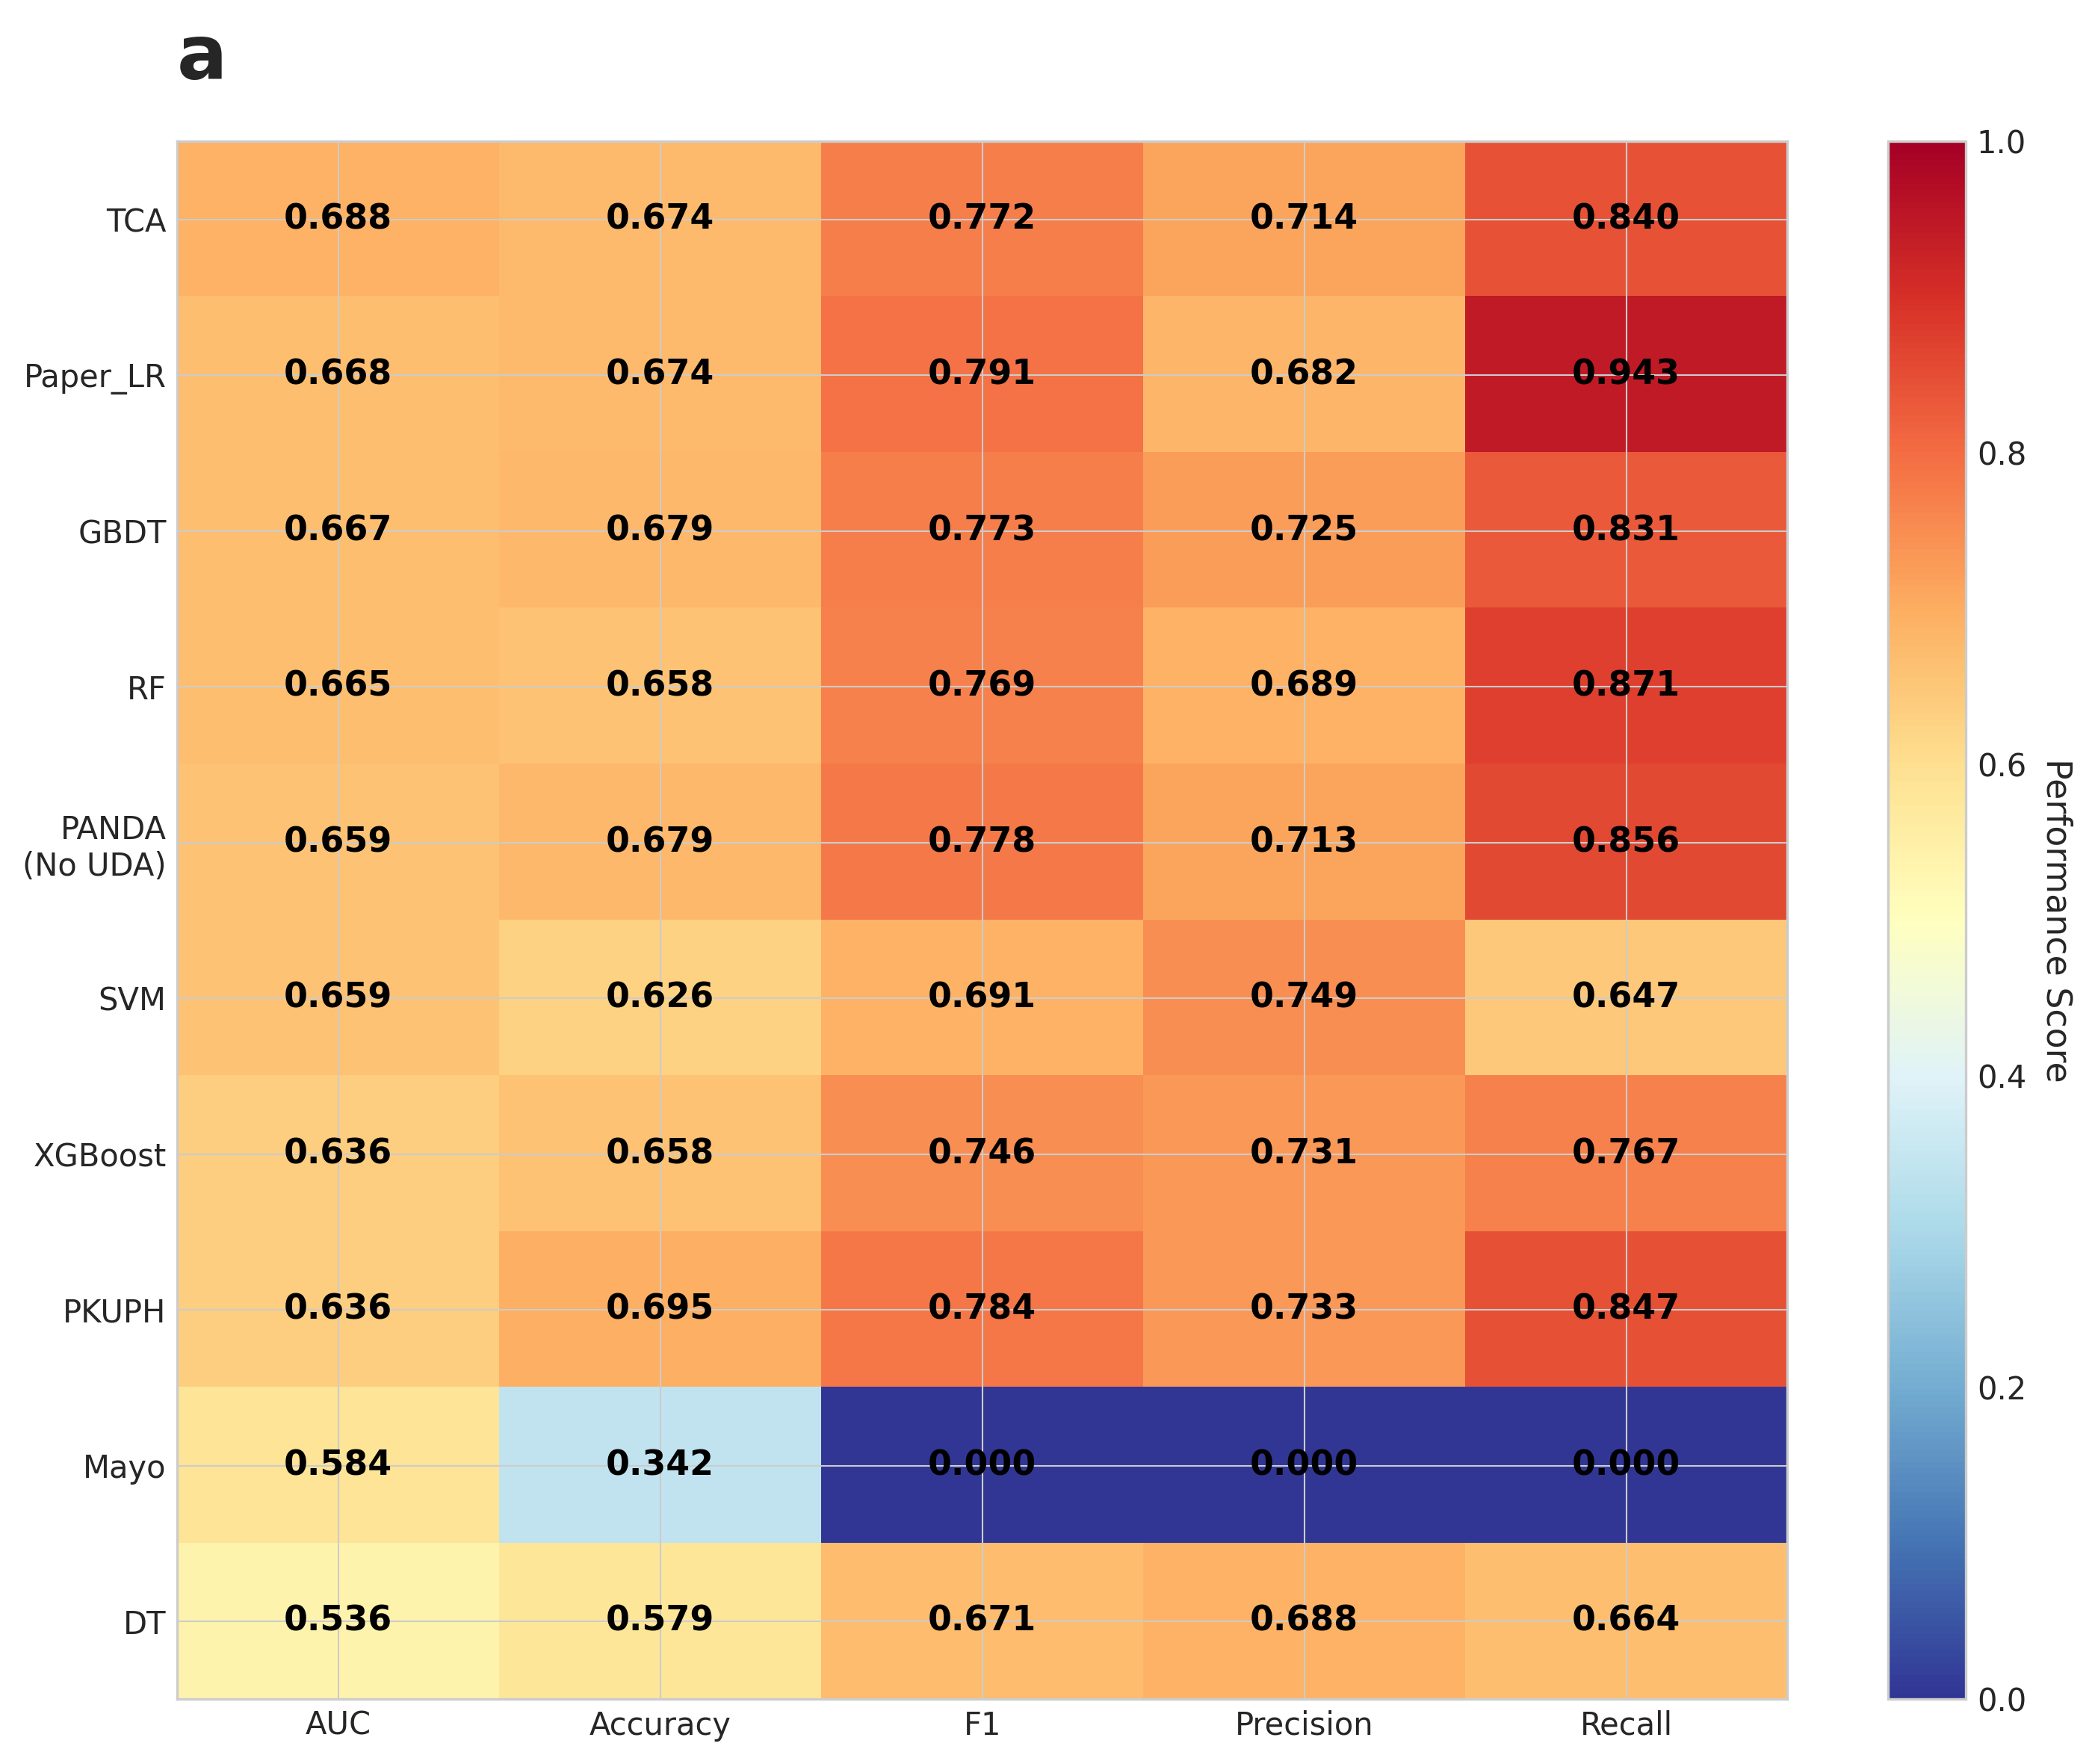 a
TCA 0.688 0.674 0.772 0.714 0.840
Paper_LR 0.668 0.674 0.791 0.682 0.943
GBDT 0.667 0.679 0.773 0.725 0.831
RF 0.665 0.658 0.769 0.689 0.871
PANDA
(No UDA) 0.659 0.679 0.778 0.713 0.856
SVM 0.659 0.626 0.691 0.749 0.647
XGBoost 0.636 0.658 0.746 0.731 0.767
PKUPH 0.636 0.695 0.784 0.733 0.847
Mayo 0.584 0.342 0.000 0.000 0.000
DT 0.536 0.579 0.671 0.688 0.664
AUC Accuracy F1 Precision Recall
1.0
0.8
0.6
0.4
0.2
0.0
Performance Score